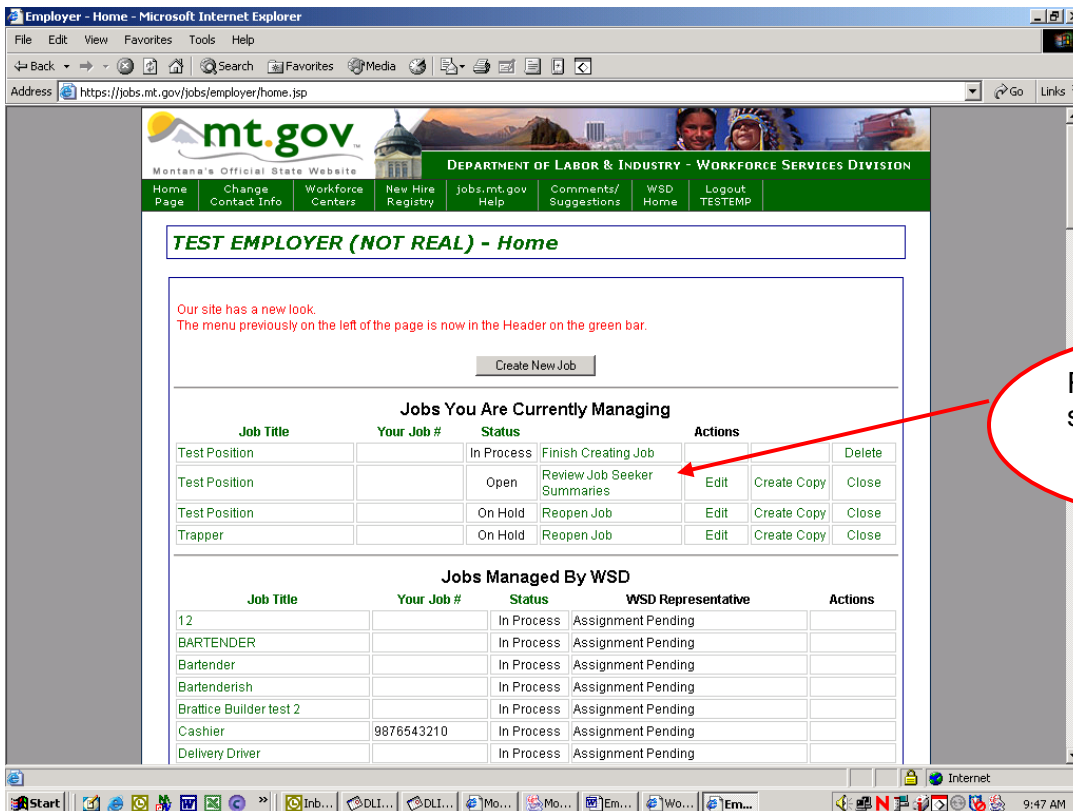 Employer - Home - Microsoft Internet Explorer
File Edit View Favorites Tools Help
Back Search Favorites Media
Address https://jobs.mt.gov/jobs/employer/home.jsp Go Links
mt.gov
Montana's Official State Website
DEPARTMENT OF LABOR & INDUSTRY - WORKFORCE SERVICES DIVISION
Home Page Change Contact Info Workforce Centers New Hire Registry jobs.mt.gov Help Comments/ Suggestions WSD Home Logout TESTEMP
TEST EMPLOYER (NOT REAL) - Home
Our site has a new look.
The menu previously on the left of the page is now in the Header on the green bar.
Create New Job
Jobs You Are Currently Managing
Job Title Your Job # Status Actions
Test Position In Process Finish Creating Job Delete
Test Position Open Review Job Seeker Summaries Edit Create Copy Close
Test Position On Hold Reopen Job Edit Create Copy Close
Trapper On Hold Reopen Job Edit Create Copy Close
Jobs Managed By WSD
Job Title Your Job # Status WSD Representative Actions
12 In Process Assignment Pending
BARTENDER In Process Assignment Pending
Bartender In Process Assignment Pending
Bartenderish In Process Assignment Pending
Brattice Builder test 2 In Process Assignment Pending
Cashier 9876543210 In Process Assignment Pending
Delivery Driver In Process Assignment Pending
Internet
Start Inb... DLI... DLI... Mo... Mo... Em... Wo... Em... 9:47 AM